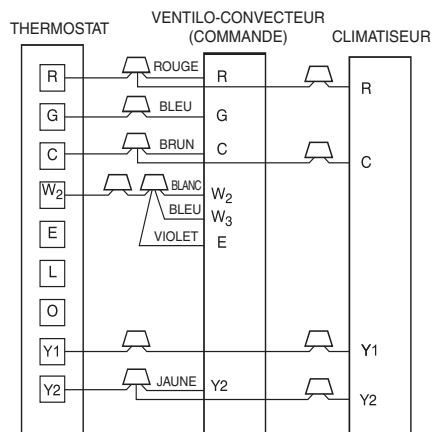 THERMOSTAT
VENTILO-CONVECTEUR
(COMMANDE)
CLIMATISEUR
R
ROUGE
R
R
G
BLEU
G
C
BRUN
C
C
W2
BLANC
W2
BLEU
W3
E
VIOLET
E
L
O
Y1
Y1
Y2
JAUNE
Y2
Y2